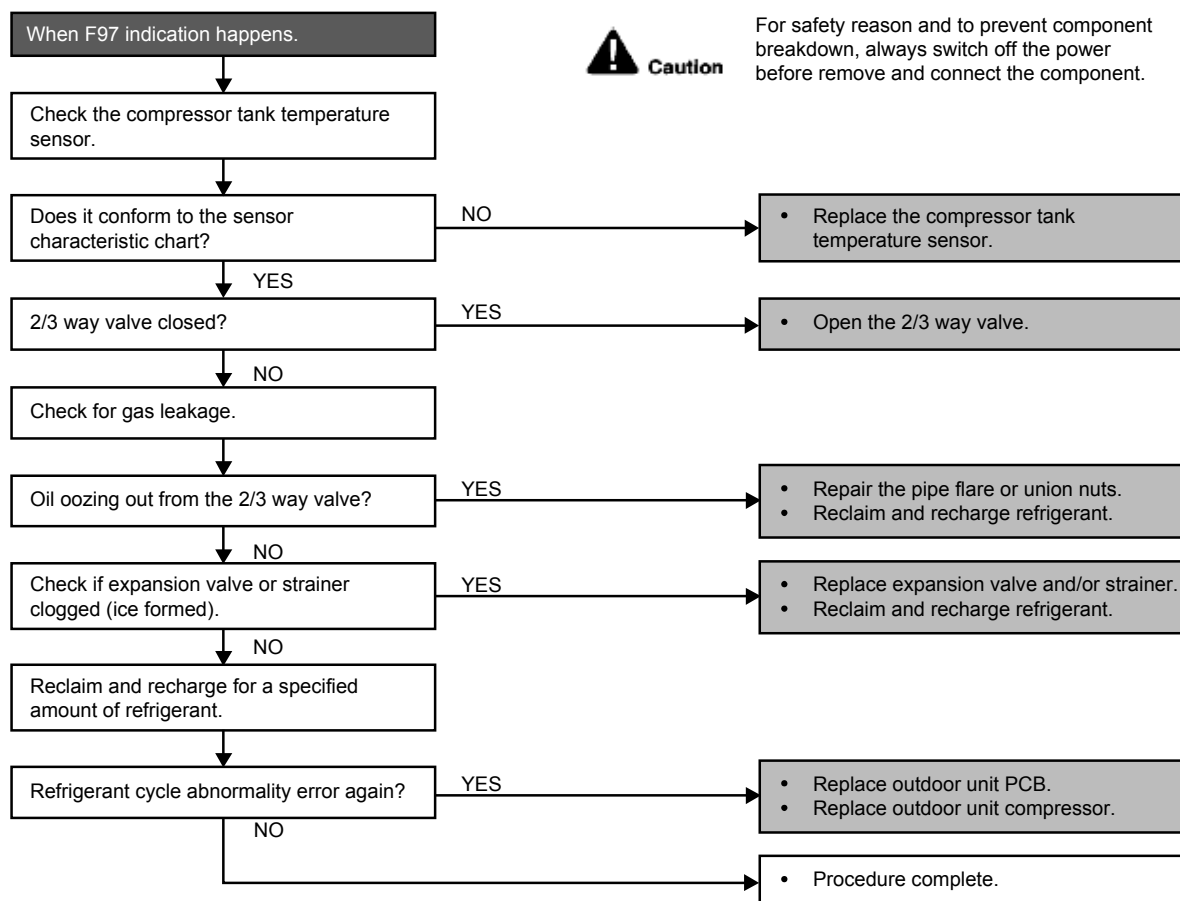 When F97 indication happens.
Caution
For safety reason and to prevent component
breakdown, always switch off the power
before remove and connect the component.
Check the compressor tank temperature
sensor.
Does it conform to the sensor
characteristic chart?
NO
• Replace the compressor tank
temperature sensor.
YES
2/3 way valve closed?
YES
• Open the 2/3 way valve.
NO
Check for gas leakage.
Oil oozing out from the 2/3 way valve?
YES
• Repair the pipe flare or union nuts.
• Reclaim and recharge refrigerant.
NO
Check if expansion valve or strainer
clogged (ice formed).
YES
• Replace expansion valve and/or strainer.
• Reclaim and recharge refrigerant.
NO
Reclaim and recharge for a specified
amount of refrigerant.
Refrigerant cycle abnormality error again?
YES
• Replace outdoor unit PCB.
• Replace outdoor unit compressor.
NO
• Procedure complete.